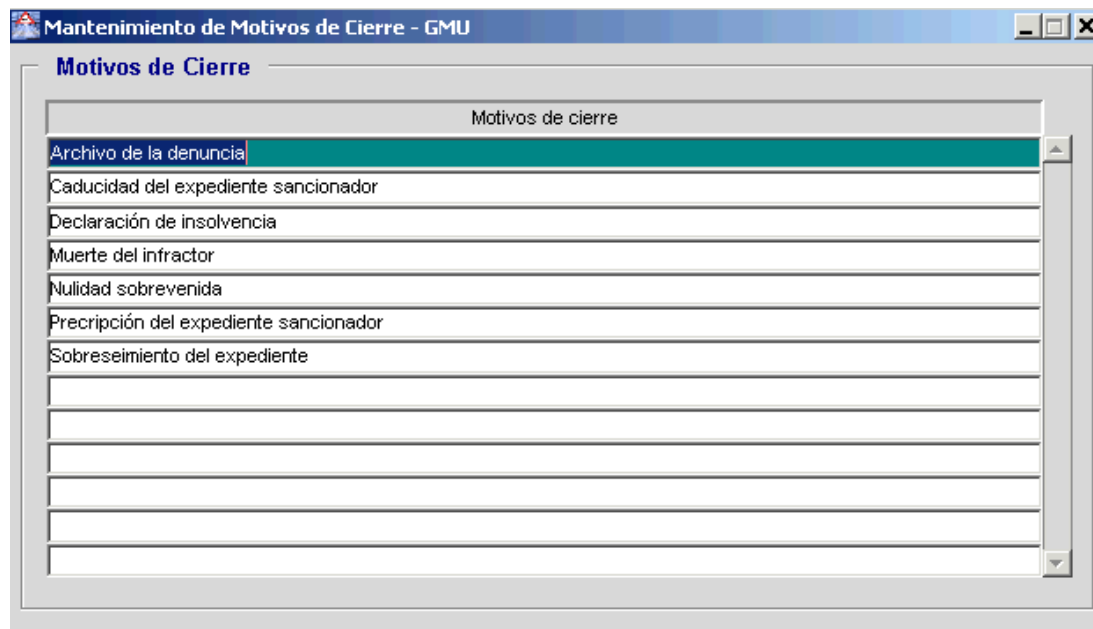 Mantenimiento de Motivos de Cierre - GMU
Motivos de Cierre
Motivos de cierre
Archivo de la denuncia
Caducidad del expediente sancionador
Declaración de insolvencia
Muerte del infractor
Nulidad sobrevenida
Precripción del expediente sancionador
Sobreseimiento del expediente